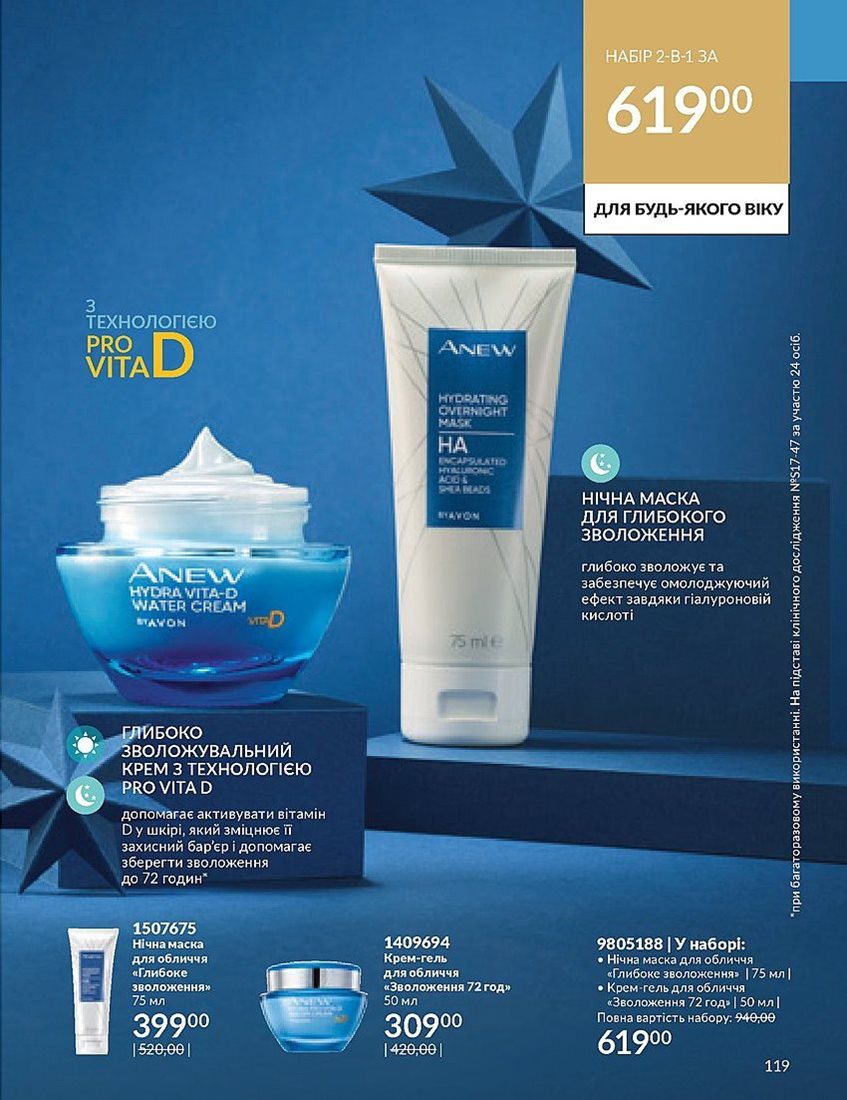 НАБІР 2-В-1 ЗА
619⁰⁰
ДЛЯ БУДЬ-ЯКОГО ВІКУ
З
ТЕХНОЛОГІЄЮ
PRO
VITA D
ANEW
HYDRATING
OVERNIGHT
MASK
HA
ENCAPSULATED
HYALURONIC
ACID &
SHEA BEADS
BY AVON
75 ml e
ANEW
HYDRA VITA-D
WATER CREAM
BY AVON
VITA D
НІЧНА МАСКА
ДЛЯ ГЛИБОКОГО
ЗВОЛОЖЕННЯ
глибоко зволожує та
забезпечує омолоджуючий
ефект завдяки гіалуроновій
кислоті
*при багаторазовому використанні. На підставі клінічного дослідження №S17-47 за участю 24 осіб.
ГЛИБОКО
ЗВОЛОЖУВАЛЬНИЙ
КРЕМ З ТЕХНОЛОГІЄЮ
PRO VITA D
допомагає активувати вітамін
D у шкірі, який зміцнює її
захисний бар'єр і допомагає
зберегти зволоження
до 72 годин*
1507675
Нічна маска
для обличчя
«Глибоке
зволоження»
75 мл
399⁰⁰
|520,00|
ANEW
1409694
Крем-гель
для обличчя
«Зволоження 72 год»
50 мл
309⁰⁰
|420,00|
9805188 | У наборі:
• Нічна маска для обличчя
«Глибоке зволоження» | 75 мл |
• Крем-гель для обличчя
«Зволоження 72 год» | 50 мл |
Повна вартість набору: 940,00
619⁰⁰
119